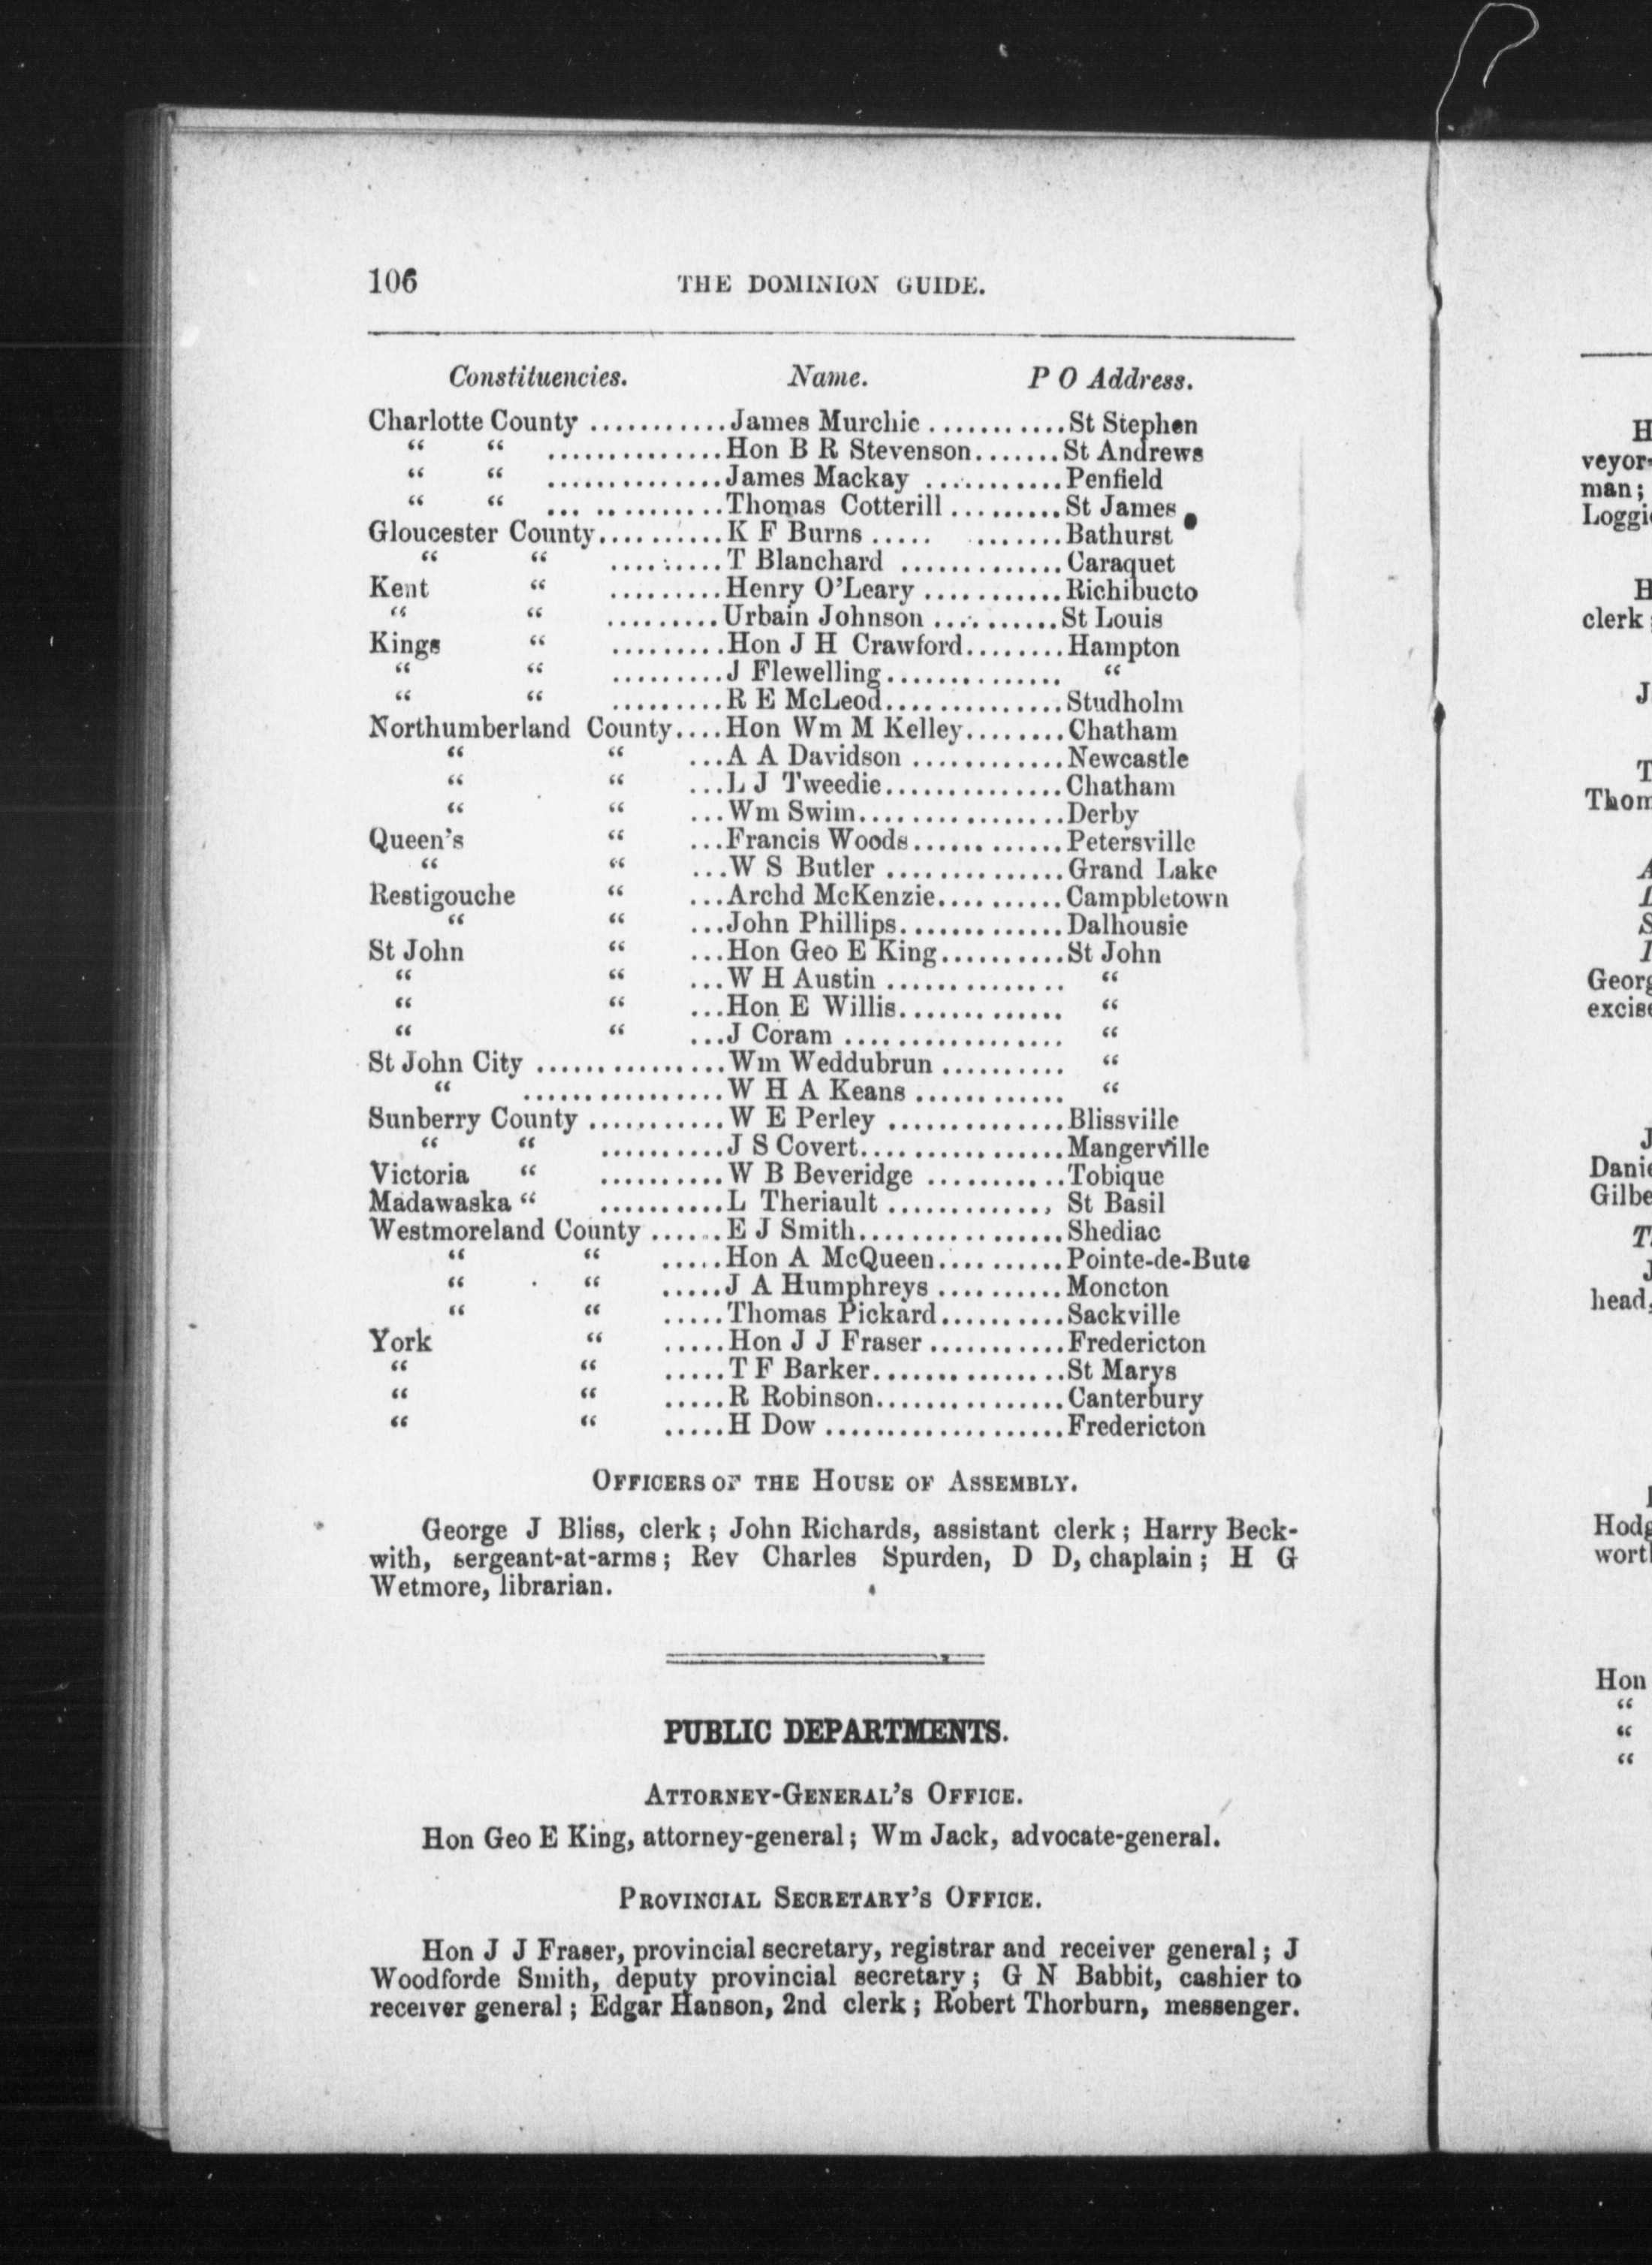 106 THE DOMINION GUIDE.
Constituencies. Name. P O Address.
Charlotte County ...........James Murchie ...........St Stephen
“ “ ..............Hon B R Stevenson.......St Andrews
“ “ ..............James Mackay ...........Penfield
“ “ ... ...........Thomas Cotterill .........St James
Gloucester County..........K F Burns ..... .......Bathurst
“ “ .........T Blanchard .............Caraquet
Kent “ .........Henry O’Leary ...........Richibucto
“ “ .........Urbain Johnson ..........St Louis
Kings “ .........Hon J H Crawford........Hampton
“ “ .........J Flewelling.............. “
“ “ .........R E McLeod...............Studholm
Northumberland County....Hon Wm M Kelley........Chatham
“ “ ...A A Davidson ............Newcastle
“ “ ...L J Tweedie..............Chatham
“ “ ...Wm Swim.................Derby
Queen’s “ ...Francis Woods............Petersville
“ “ ...W S Butler ..............Grand Lake
Restigouche “ ...Archd McKenzie..........Campbletown
“ “ ...John Phillips.............Dalhousie
St John “ ...Hon Geo E King..........St John
“ “ ...W H Austin .............. “
“ “ ...Hon E Willis............. “
“ “ ...J Coram .................. “
St John City ...............Wm Weddubrun .......... “
“ ................W H A Keans ............ “
Sunberry County ...........W E Perley ..............Blissville
“ “ ..........J S Covert.................Mangerville
Victoria “ ..........W B Beveridge ...........Tobique
Madawaska “ ..........L Theriault ............., St Basil
Westmoreland County ......E J Smith.................Shediac
“ “ .....Hon A McQueen..........Pointe-de-Bute
“ “ .....J A Humphreys ..........Moncton
“ “ .....Thomas Pickard..........Sackville
York “ .....Hon J J Fraser ...........Fredericton
“ “ .....T F Barker...............St Marys
“ “ .....R Robinson...............Canterbury
“ “ .....H Dow ...................Fredericton
OFFICERS OF THE HOUSE OF ASSEMBLY.
George J Bliss, clerk ; John Richards, assistant clerk ; Harry Beck-
with, sergeant-at-arms ; Rev Charles Spurden, D D, chaplain ; H G
Wetmore, librarian.
PUBLIC DEPARTMENTS.
ATTORNEY-GENERAL’S OFFICE.
Hon Geo E King, attorney-general ; Wm Jack, advocate-general.
PROVINCIAL SECRETARY’S OFFICE.
Hon J J Fraser, provincial secretary, registrar and receiver general ; J
Woodforde Smith, deputy provincial secretary ; G N Babbit, cashier to
receiver general ; Edgar Hanson, 2nd clerk ; Robert Thorburn, messenger.
veyor-
man ;
clerk
Hon
“
“
“